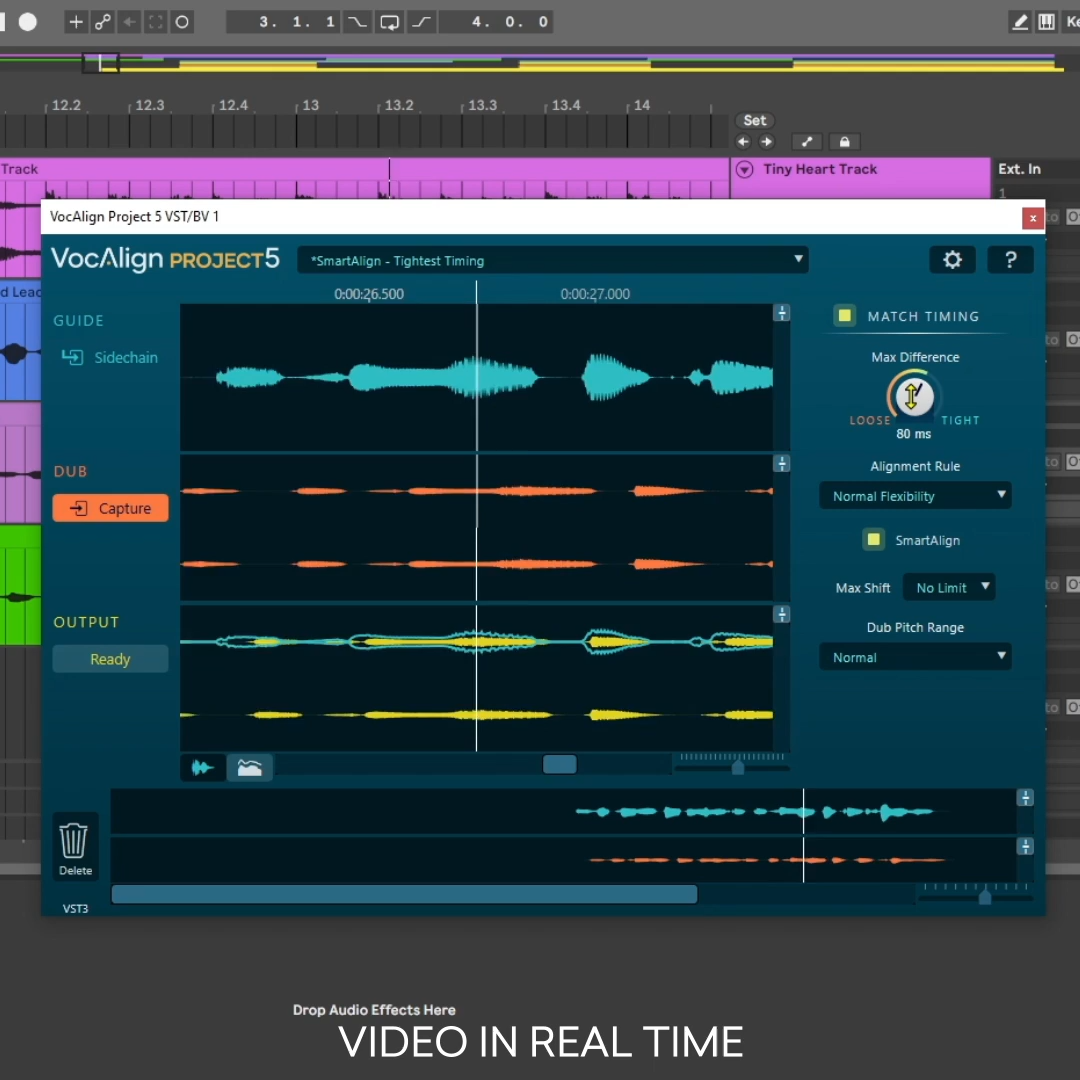 3. 1. 1
4. 0. 0
Ke
12.2
12.3
12.4
13
13.2
13.3
13.4
14
Set
Track
Tiny Heart Track
Ext. In
1
d Leac
VocAlign Project 5 VST/BV 1
x
VocAlign PROJECT5
*SmartAlign - Tightest Timing
?
0:00:26.500
0:00:27.000
GUIDE
Sidechain
DUB
Capture
OUTPUT
Ready
MATCH TIMING
Max Difference
LOOSE
TIGHT
80 ms
Alignment Rule
Normal Flexibility
SmartAlign
Max Shift
No Limit
Dub Pitch Range
Normal
Delete
VST3
Drop Audio Effects Here
VIDEO IN REAL TIME